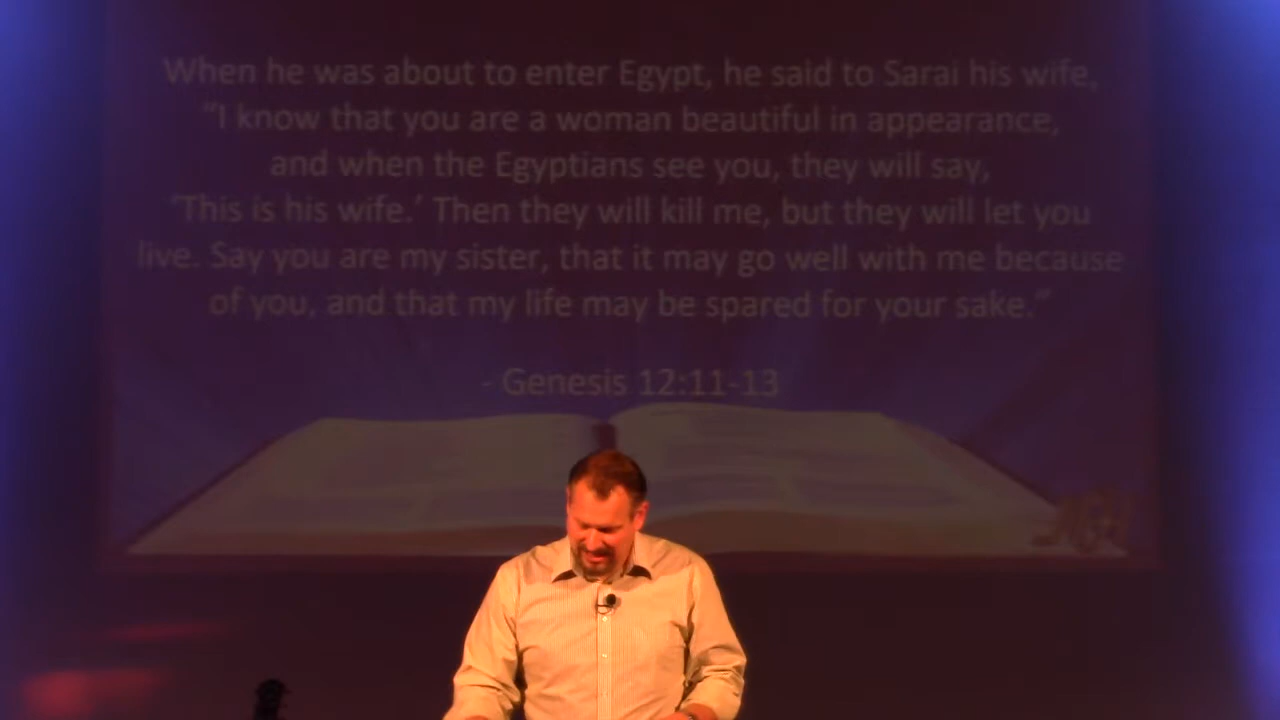 When he was about to enter Egypt, he said to Sarai his wife,
“I know that you are a woman beautiful in appearance,
and when the Egyptians see you, they will say,
‘This is his wife.’ Then they will kill me, but they will let you
live. Say you are my sister, that it may go well with me because
of you, and that my life may be spared for your sake.”
- Genesis 12:11-13